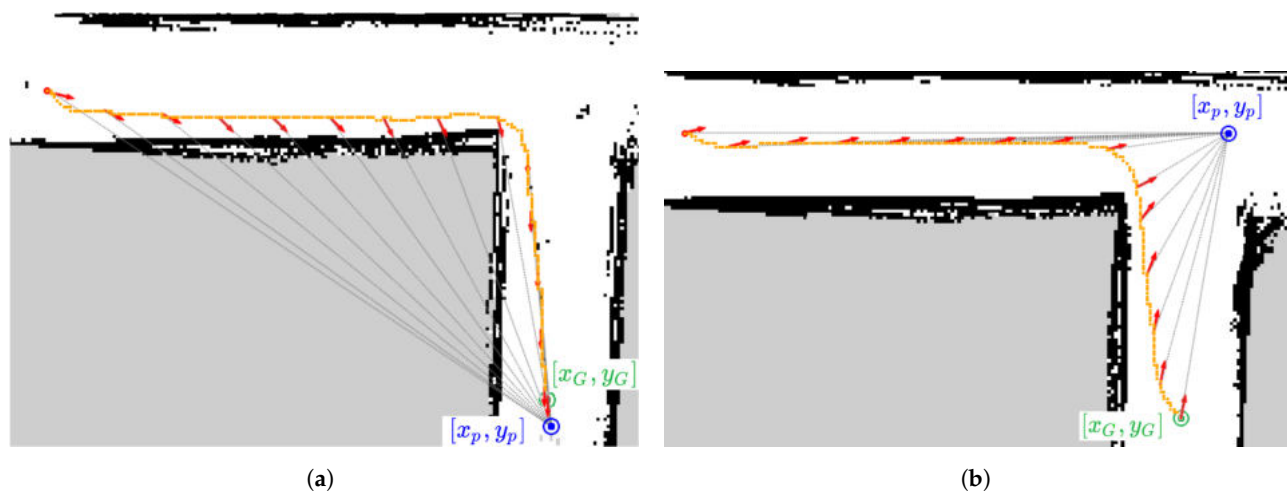 [x_p, y_p]
[x_G, y_G]
[x_p, y_p]
[x_G, y_G]
(a)
(b)